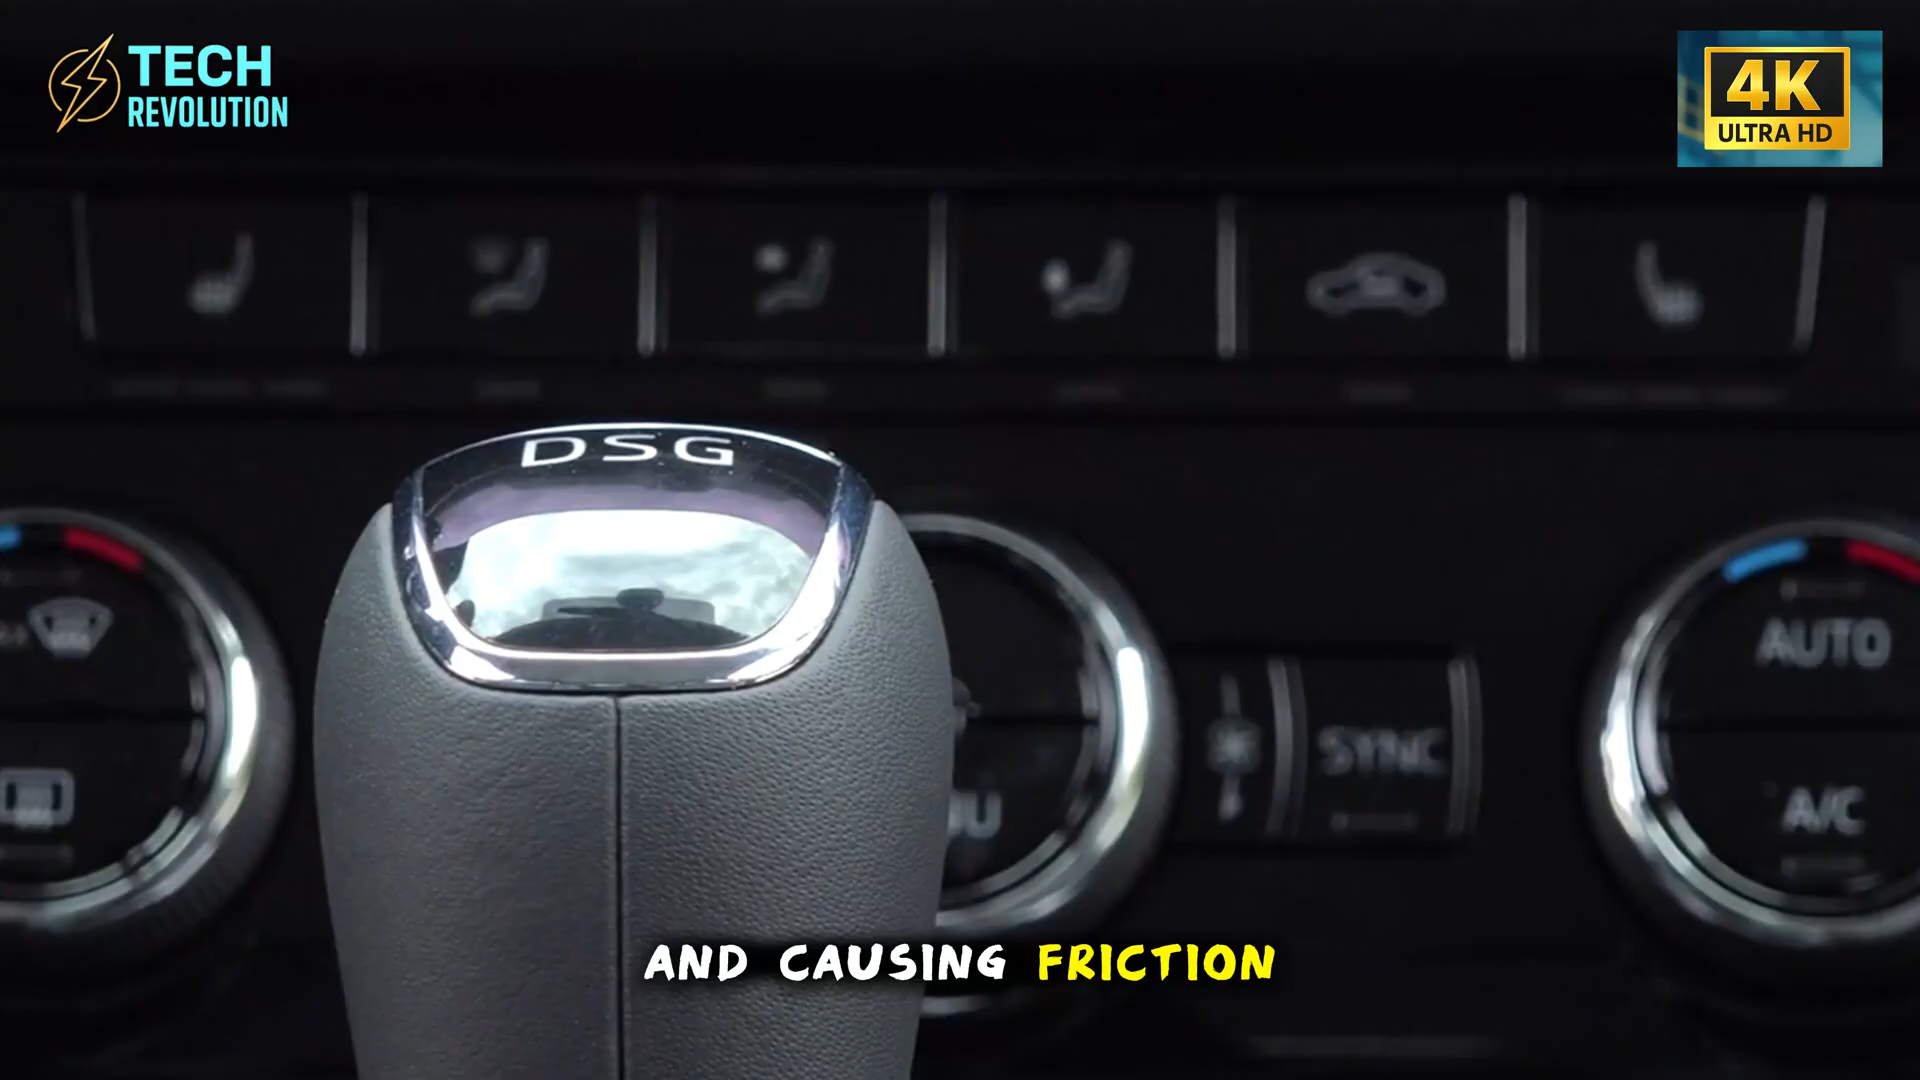 TECH
REVOLUTION
4K
ULTRA HD
DSG
AUTO
SYNC
A/C
AND CAUSING FRICTION